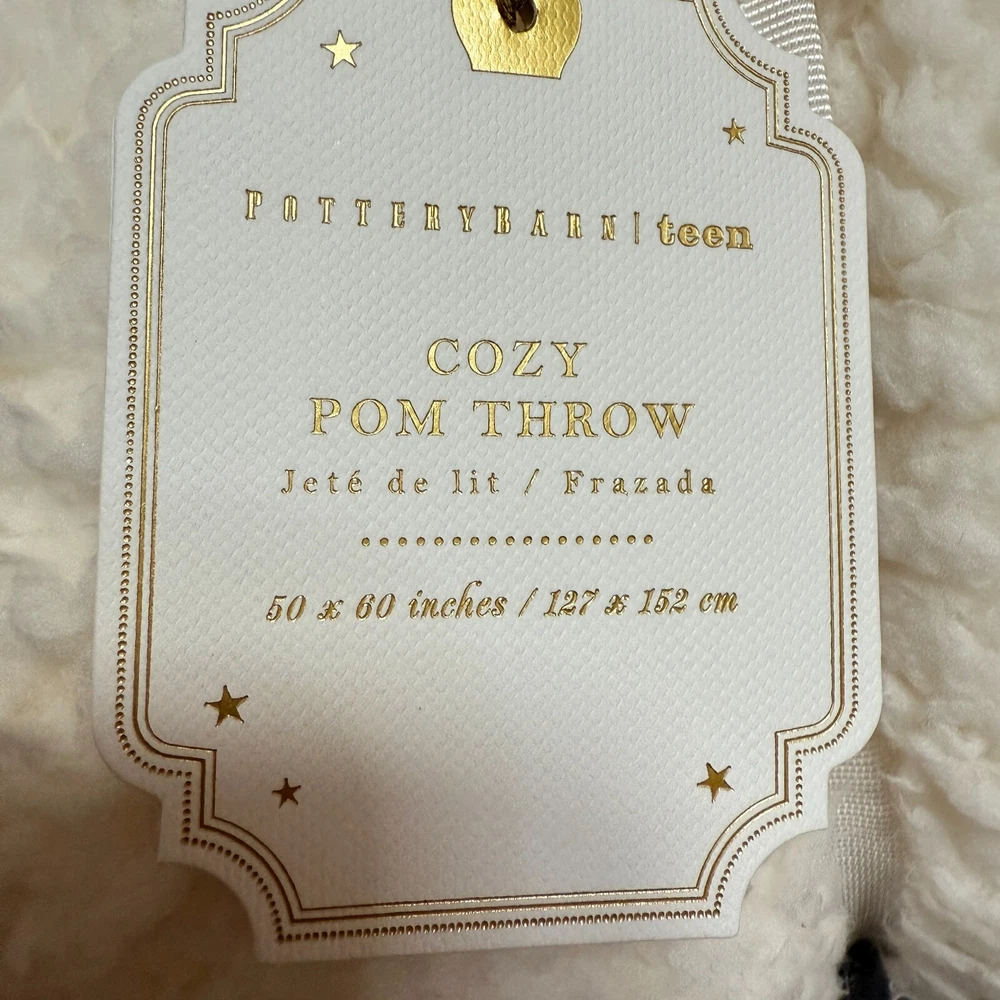 POTTERYBARN | teen
COZY
POM THROW
Jeté de lit / Frazada
50 x 60 inches / 127 x 152 cm